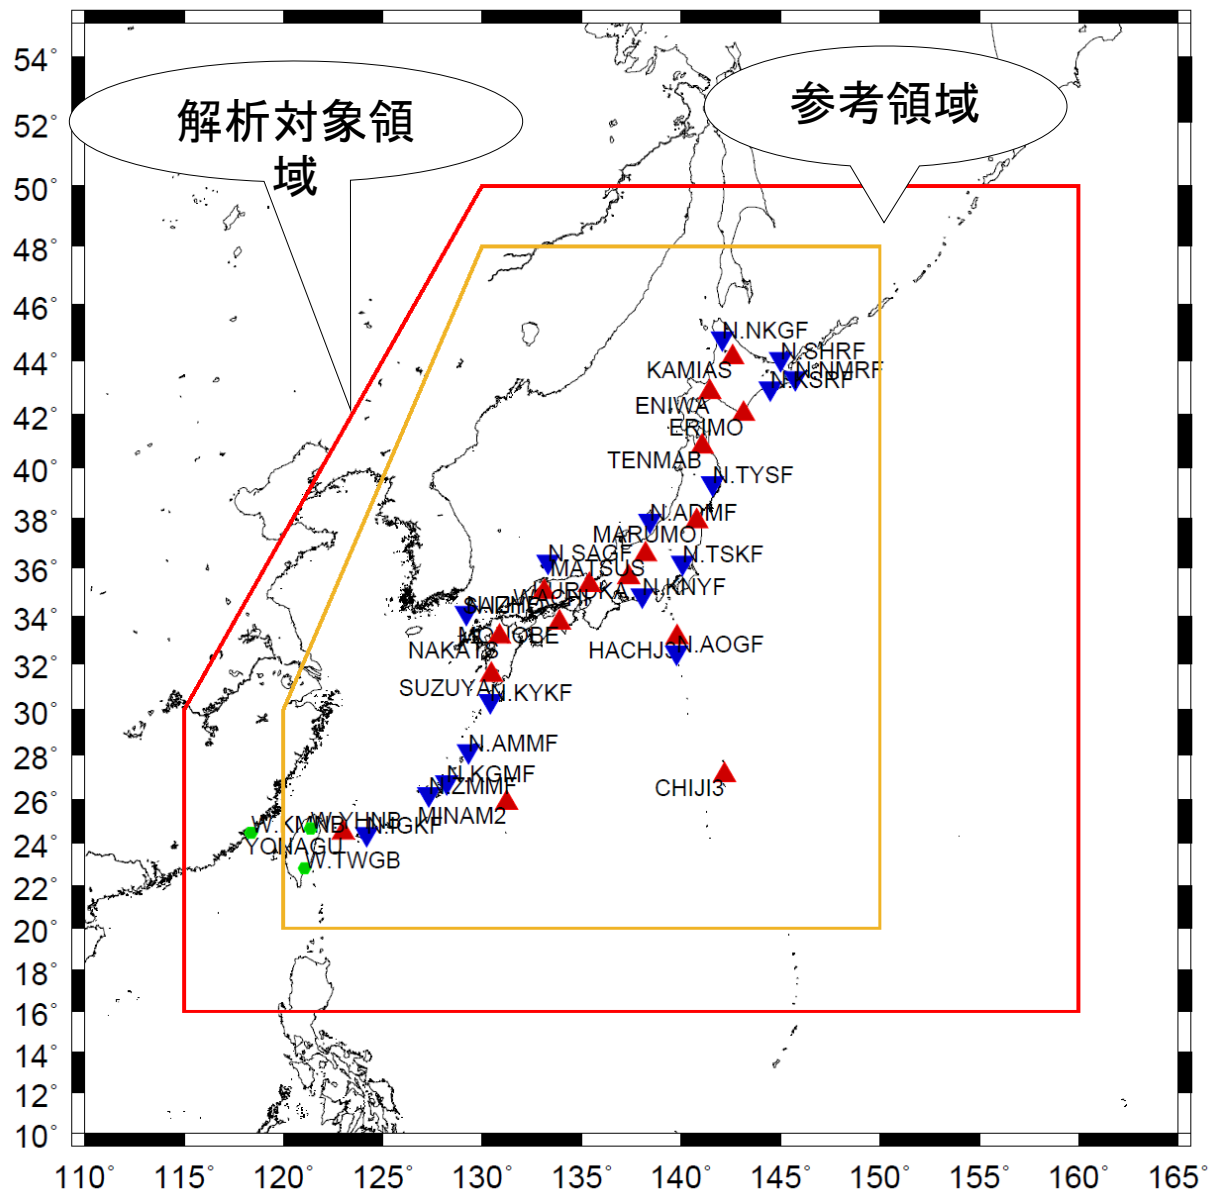 解析対象領
域
参考領域
54°
52°
50°
48°
46°
44°
42°
40°
38°
36°
34°
32°
30°
28°
26°
24°
22°
20°
18°
16°
14°
12°
10°
N.NKGF
N.SHRF
KAMIAS
N.NMRF
N.KSRF
ENIWA
ERIMO
TENMAB
N.TYSF
N.ADMF
MARUMO
N.SAGF
N.TSKF
MATSUS
N.KNYF
NAKATS
HACHJ3
N.AOGF
SUZUYA
N.KYKF
N.AMMF
N.KGMF
N.ZMMF
CHIJI3
MINAM2
W.KMNB
W.YHNB
N.IGKF
YONAGU
W.TWGB
110° 115° 120° 125° 130° 135° 140° 145° 150° 155° 160° 165°